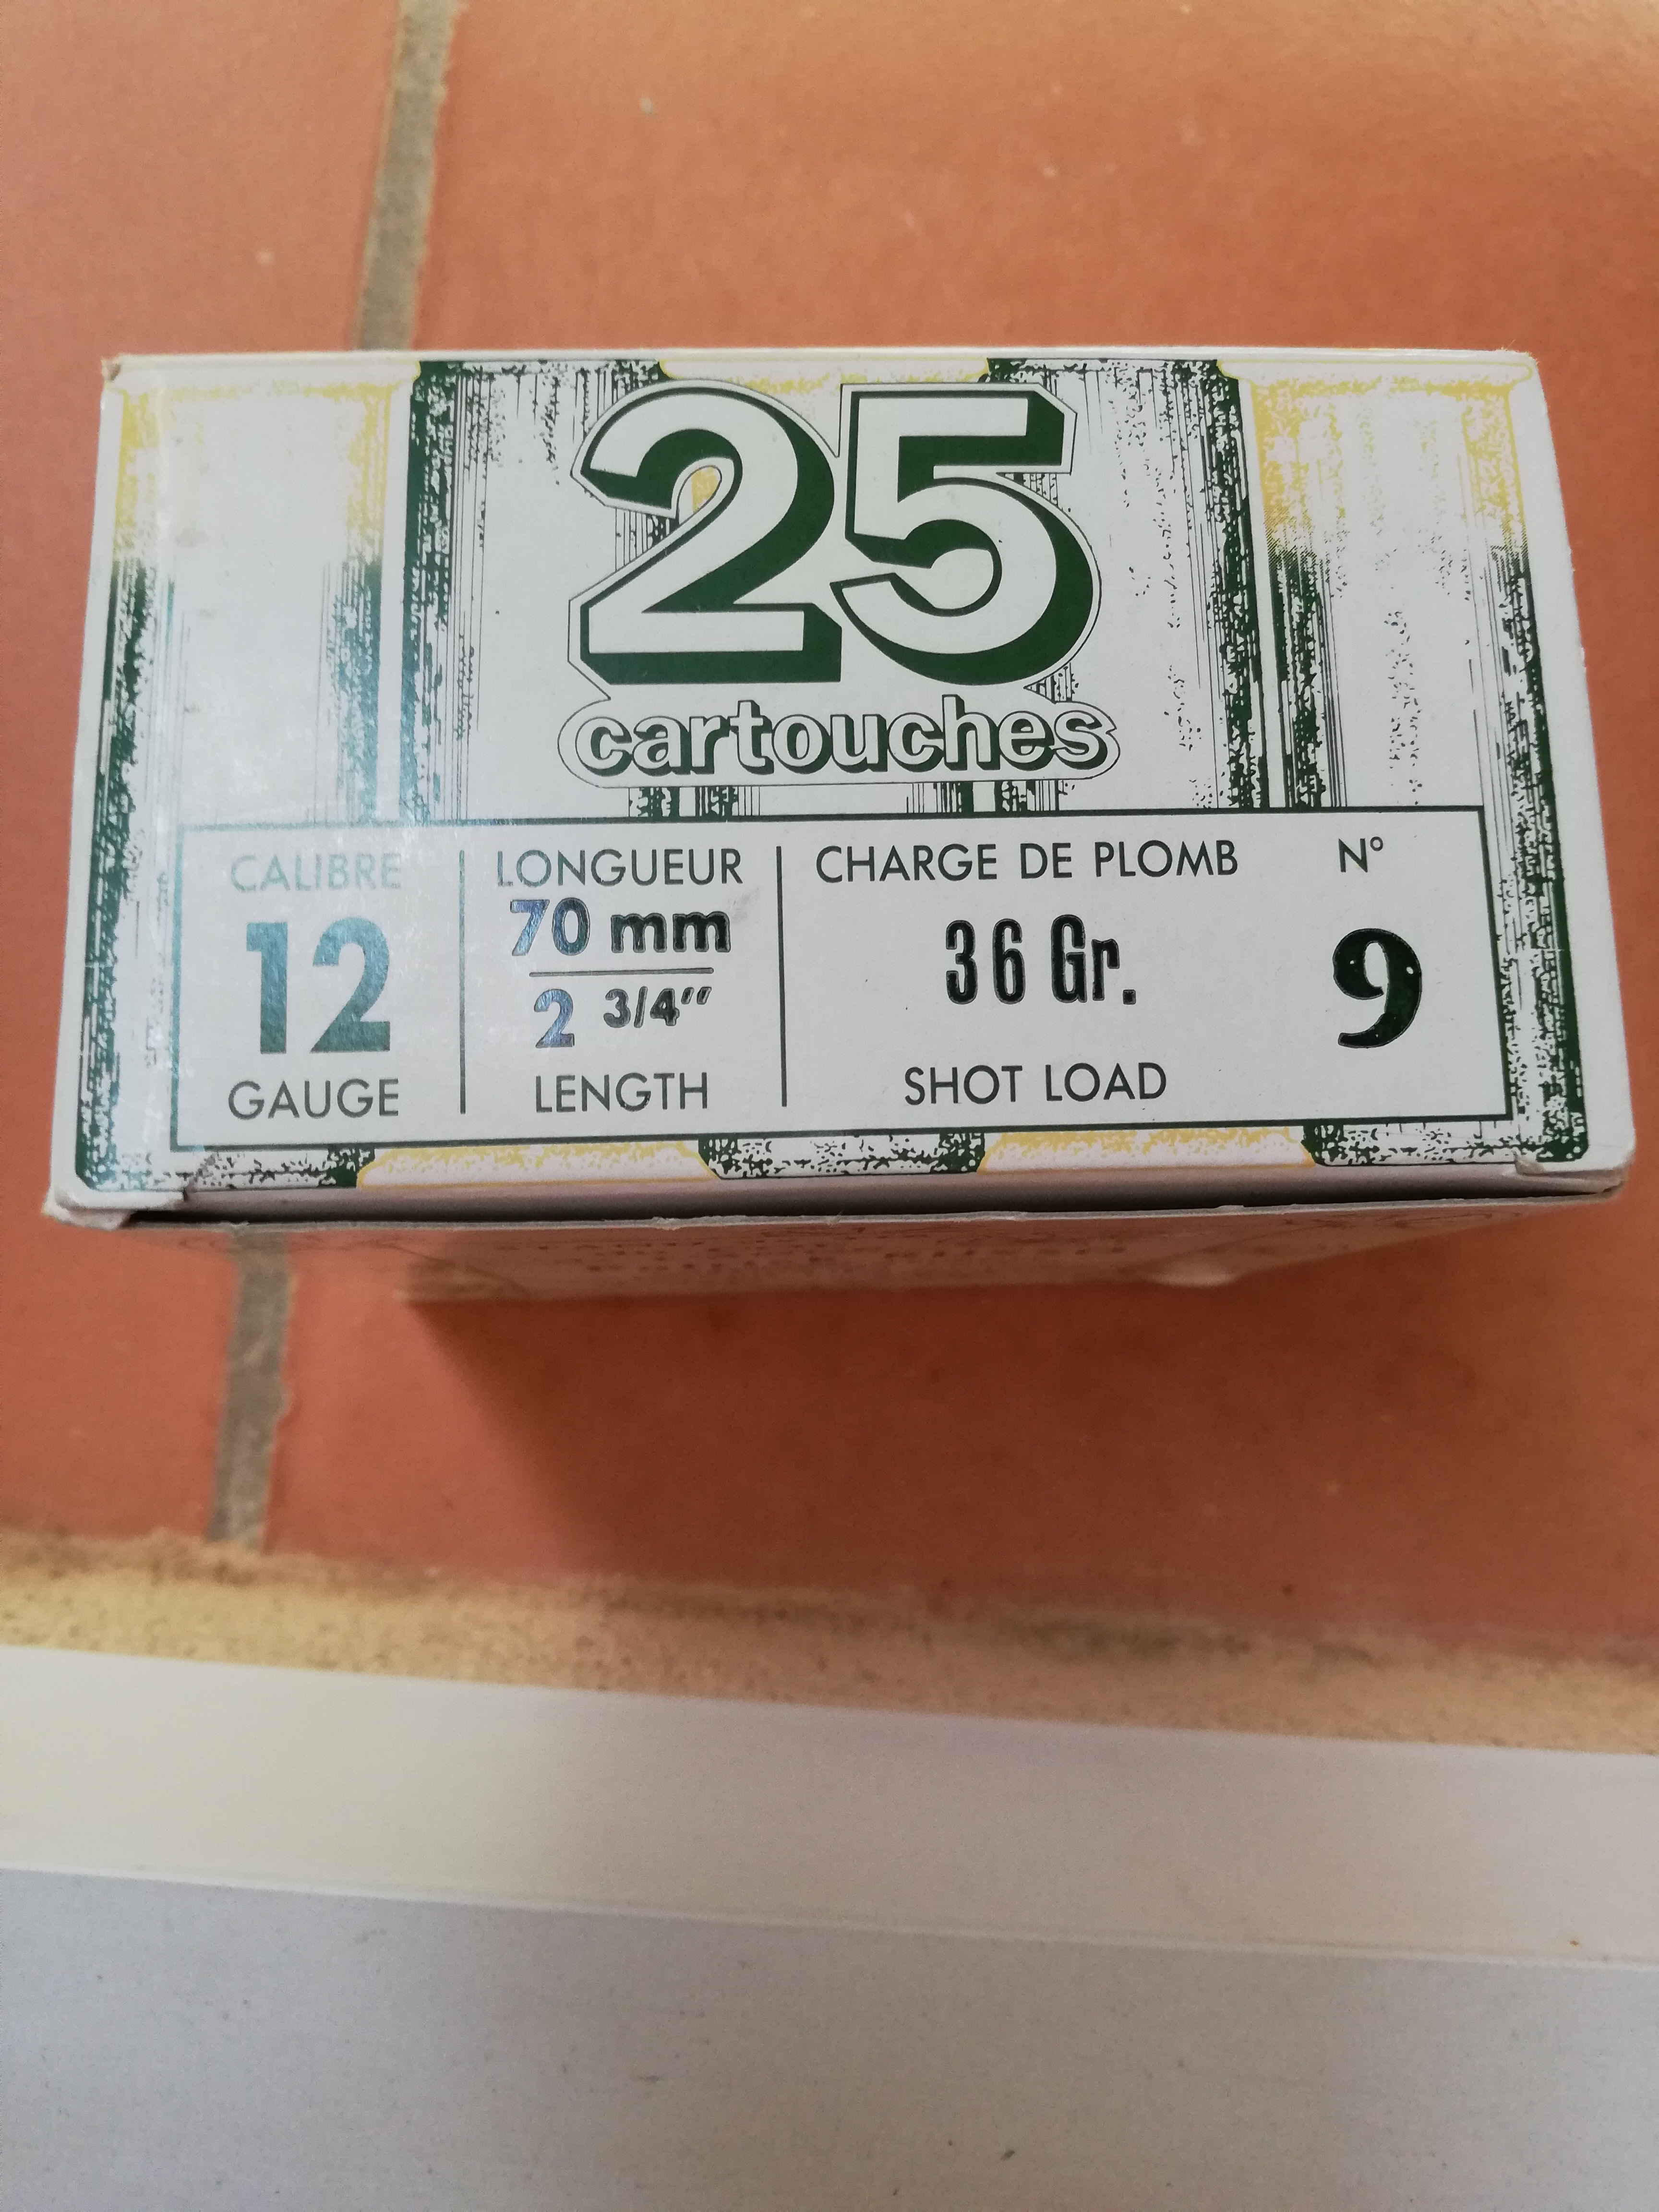 25
cartouches
CALIBRE
12
GAUGE
LONGUEUR
70 mm
2 3/4"
LENGTH
CHARGE DE PLOMB
36 Gr.
SHOT LOAD
N°
9